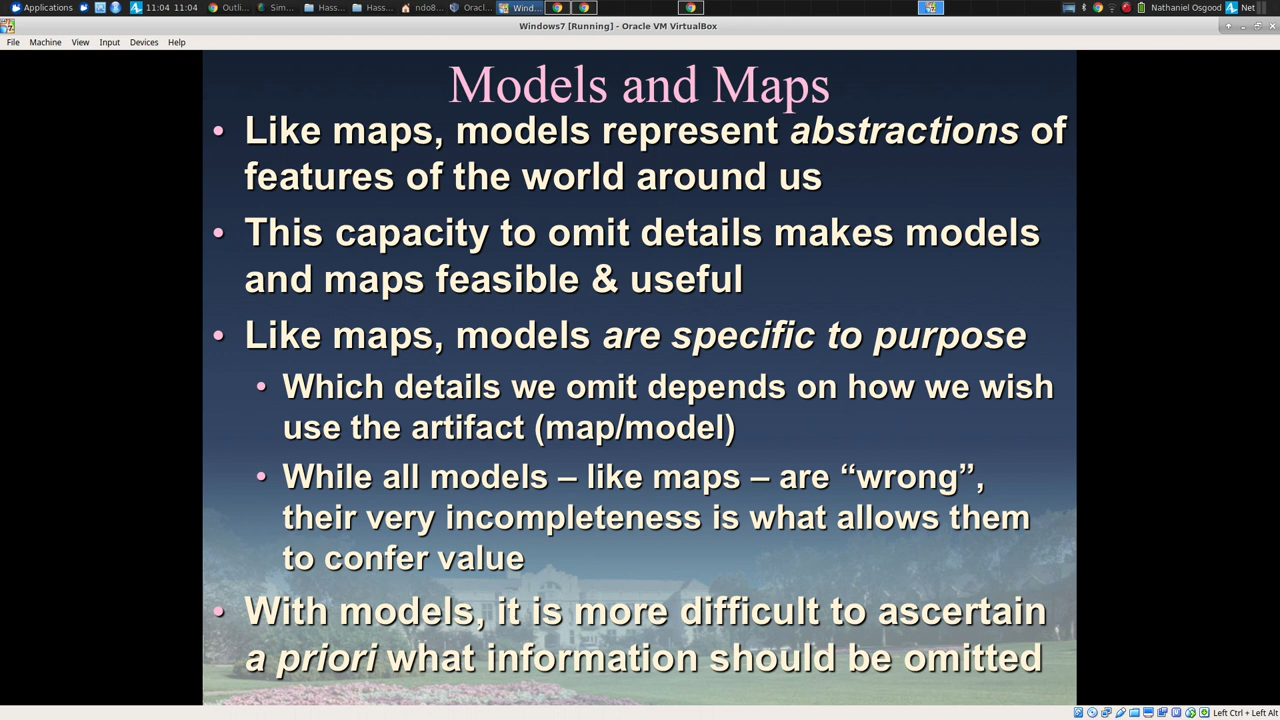 Applications 11:04 11:04 Outli... Sim... Hass... Hass... ndo8... Oracl... Wind... Nathaniel Osgood Net
Windows7 [Running] - Oracle VM VirtualBox
File Machine View Input Devices Help
Models and Maps
• Like maps, models represent abstractions of
features of the world around us
• This capacity to omit details makes models
and maps feasible & useful
• Like maps, models are specific to purpose
• Which details we omit depends on how we wish
use the artifact (map/model)
• While all models – like maps – are “wrong”,
their very incompleteness is what allows them
to confer value
• With models, it is more difficult to ascertain
a priori what information should be omitted
Left Ctrl + Left Alt